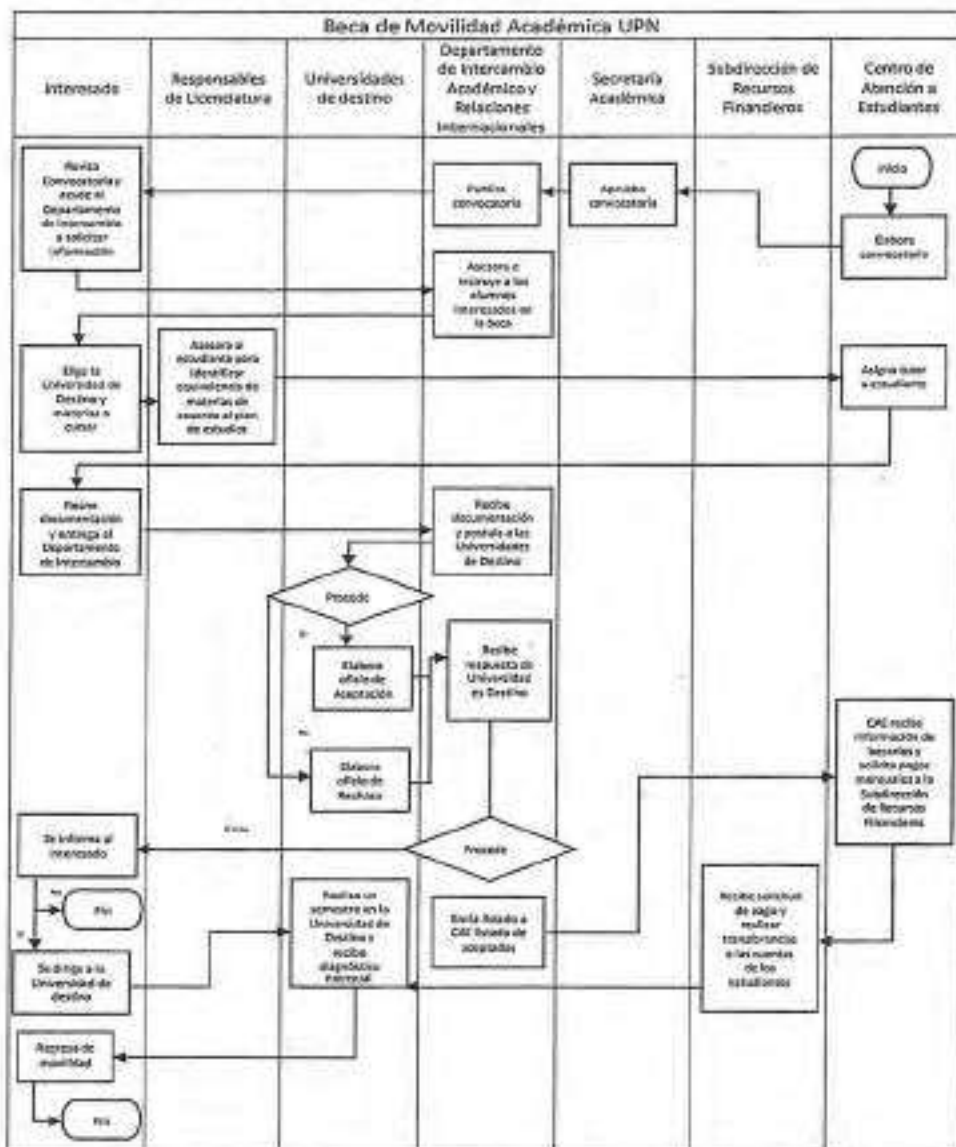 Beca de Movilidad Académica UPN
Interesado
Responsables
de Licenciatura
Universidades
de destino
Departamento
de Intercambio
Académico y
Relaciones
Internacionales
Secretaría
Académica
Subdirección de
Recursos
Financieros
Centro de
Atención a
Estudiantes
Inicio
Elabora
convocatoria
Aprueba
convocatoria
Publica
convocatoria
Revisa
Convocatoria y
acude al
Departamento
de Intercambio
a solicitar
información
Asesora e
instruye a los
alumnos
interesados en
la beca
Elige la
Universidad de
Destino y
materias a
cursar
Asesora al
estudiante para
identificar
equivalencia de
materias de
acuerdo al plan
de estudios
Asigna tutor
a estudiante
Reúne
documentación
y entrega al
Departamento
de Intercambio
Recibe
documentación
y postula a las
Universidades
de Destino
Procede
Elabora
oficio de
Aceptación
Elabora
oficio de
Rechazo
Recibe
respuesta de
Universidad
es Destino
Procede
Se informa al
interesado
No
Fin
Envía listado a
CAE listado de
aceptados
CAE recibe
información de
becarios y
solicita pagos
mensuales a la
Subdirección
de Recursos
Financieros
Recibe solicitud
de pago y
realizar
transferencias
a las cuentas
de los
estudiantes
Se dirige a la
Universidad de
destino
Realiza un
semestre en la
Universidad de
Destino y
recibe
diagnóstico
mensual
Regresa de
movilidad
Fin